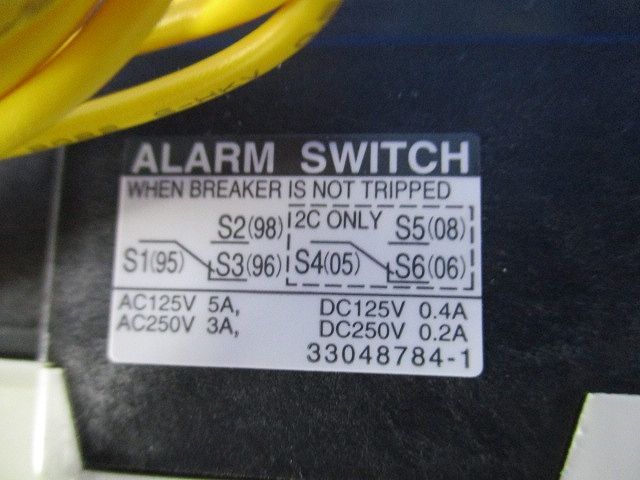 ALARM SWITCH
WHEN BREAKER IS NOT TRIPPED
S2(98) 2C ONLY S5(08)
S1(95) S3(96) S4(05) S6(06)
AC125V 5A, DC125V 0.4A
AC250V 3A, DC250V 0.2A
33048784-1